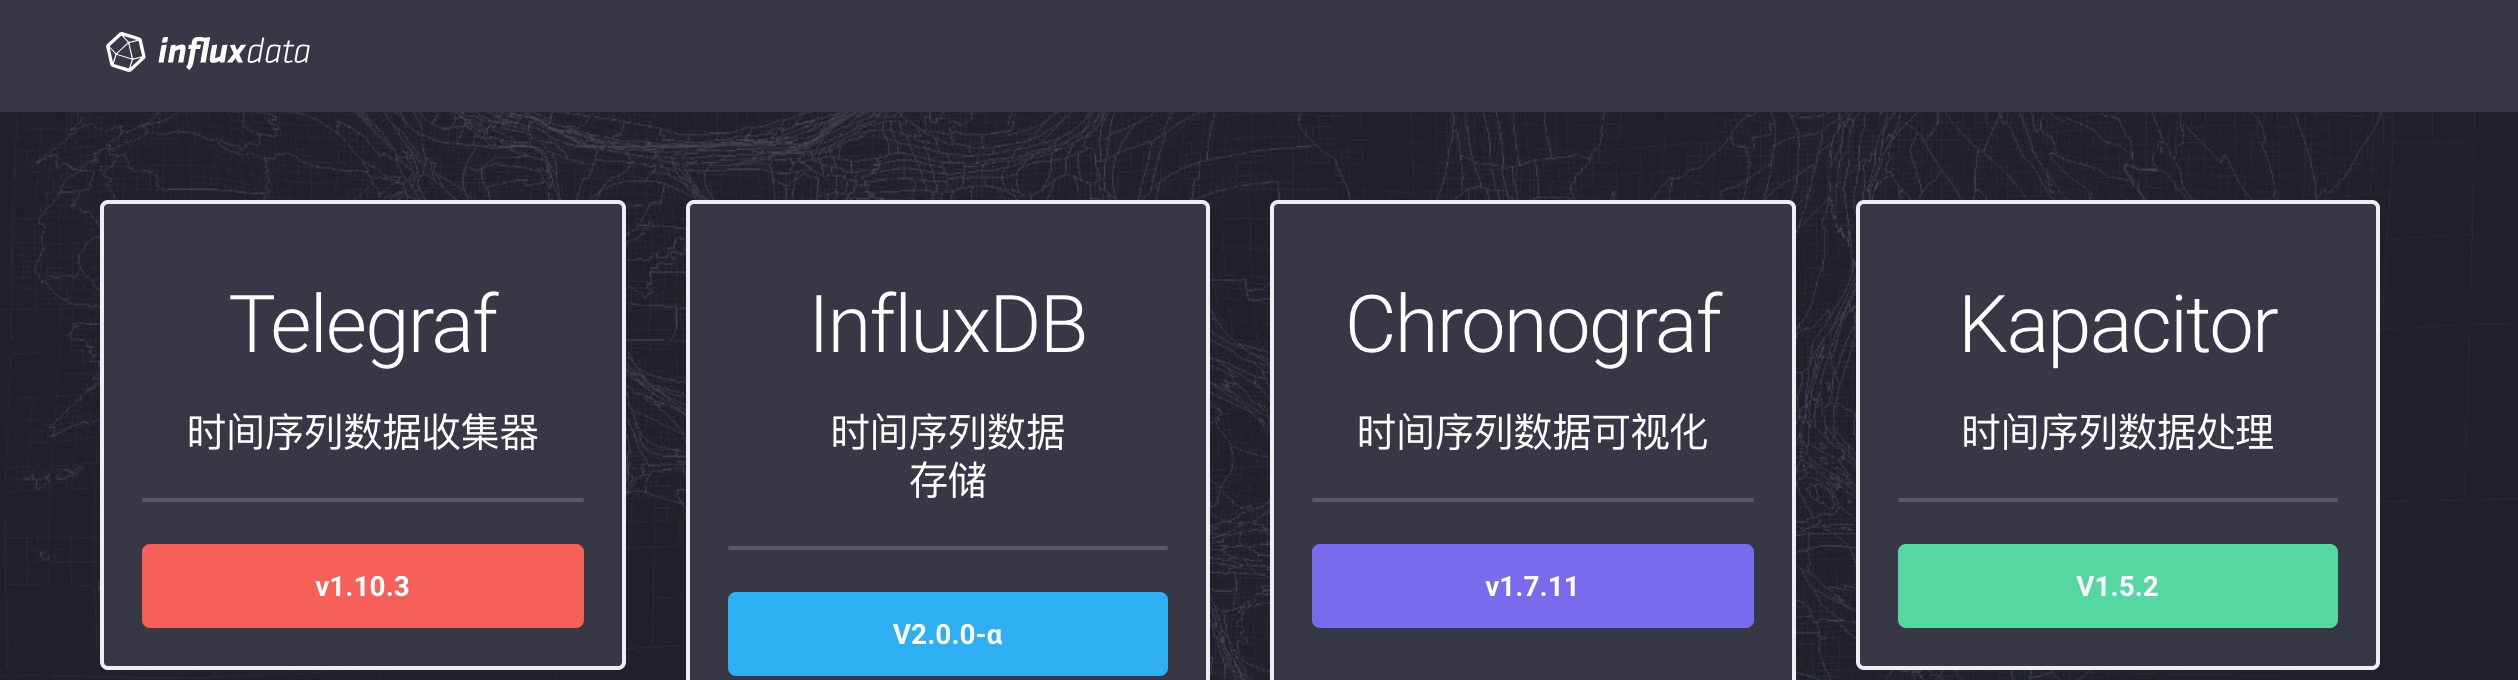 influxdata
Telegraf
时间序列数据收集器
v1.10.3
InfluxDB
时间序列数据
存储
V2.0.0-α
Chronograf
时间序列数据可视化
v1.7.11
Kapacitor
时间序列数据处理
V1.5.2